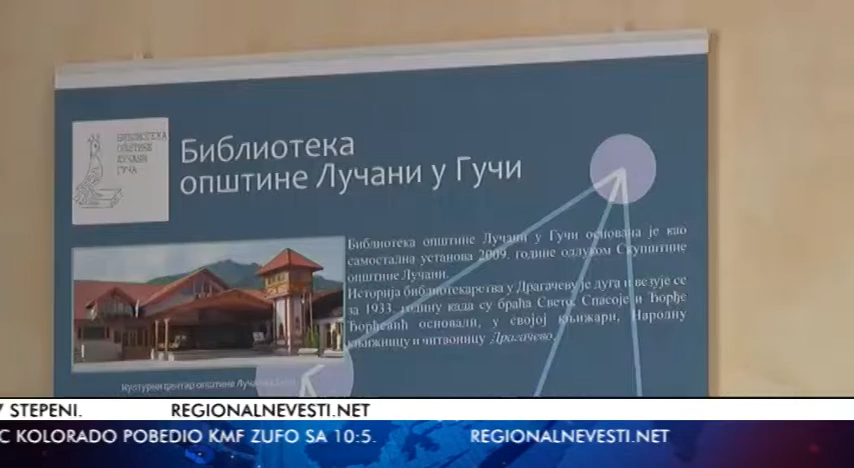 БИБЛИОТЕКА
ОПШТИНЕ
ЛУЧАНИ
ГУЧА
Библиотека
општине Лучани у Гучи
Библиотека општине Лучани у Гучи основана је као
самостална установа 2009. године одлуком Скупштине
општине Лучани.
Историја библиотекарства у Драгачеву је дуга и везује се
за 1933. годину када су браћа Свето, Спасоје и Ђорђе
Ђорђевић основали, у својој књижари, Народну
књижницу и читаоницу Драгачево.
Културни центар општине Лучани
STEPENI. REGIONALNEVESTI.NET
C KOLORADO POBEDIO KMF ZUFO SA 10:5. REGIONALNEVESTI.NET